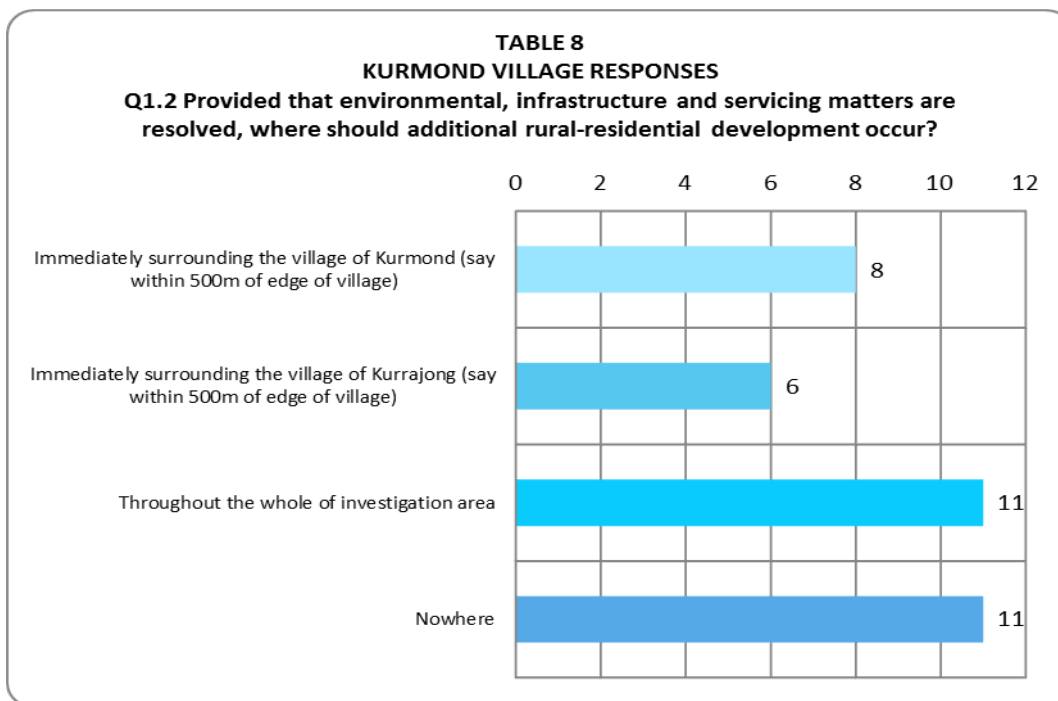 TABLE 8
KURMOND VILLAGE RESPONSES
Q1.2 Provided that environmental, infrastructure and servicing matters are
resolved, where should additional rural-residential development occur?
0 2 4 6 8 10 12
Immediately surrounding the village of Kurmond (say
within 500m of edge of village)
8
Immediately surrounding the village of Kurrajong (say
within 500m of edge of village)
6
Throughout the whole of investigation area
11
Nowhere
11